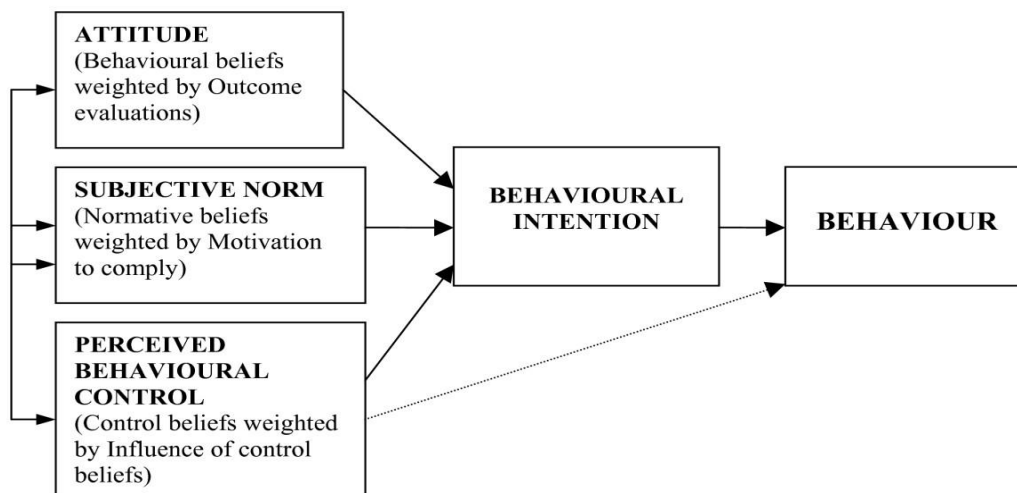 ATTITUDE
(Behavioural beliefs
weighted by Outcome
evaluations)
SUBJECTIVE NORM
(Normative beliefs
weighted by Motivation
to comply)
PERCEIVED
BEHAVIOURAL
CONTROL
(Control beliefs weighted
by Influence of control
beliefs)
BEHAVIOURAL
INTENTION
BEHAVIOUR